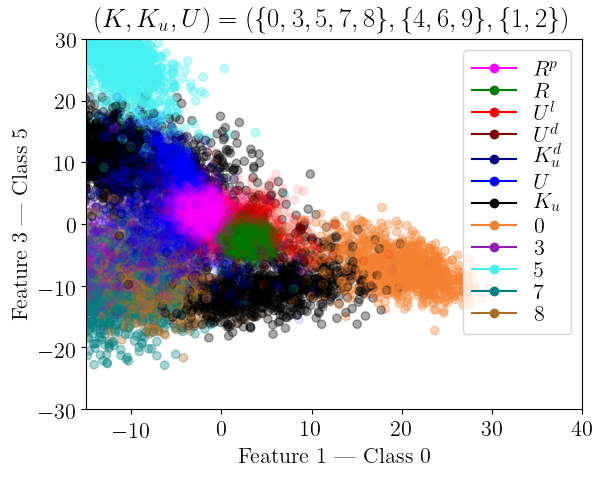 (K, K_u, U) = ({0, 3, 5, 7, 8}, {4, 6, 9}, {1, 2})
30
20
10
0
−10
−20
−30
Feature 3 — Class 5
R^p
R
U^l
U^d
K_u^d
U
K_u
0
3
5
7
8
−10
0
10
20
30
40
Feature 1 — Class 0